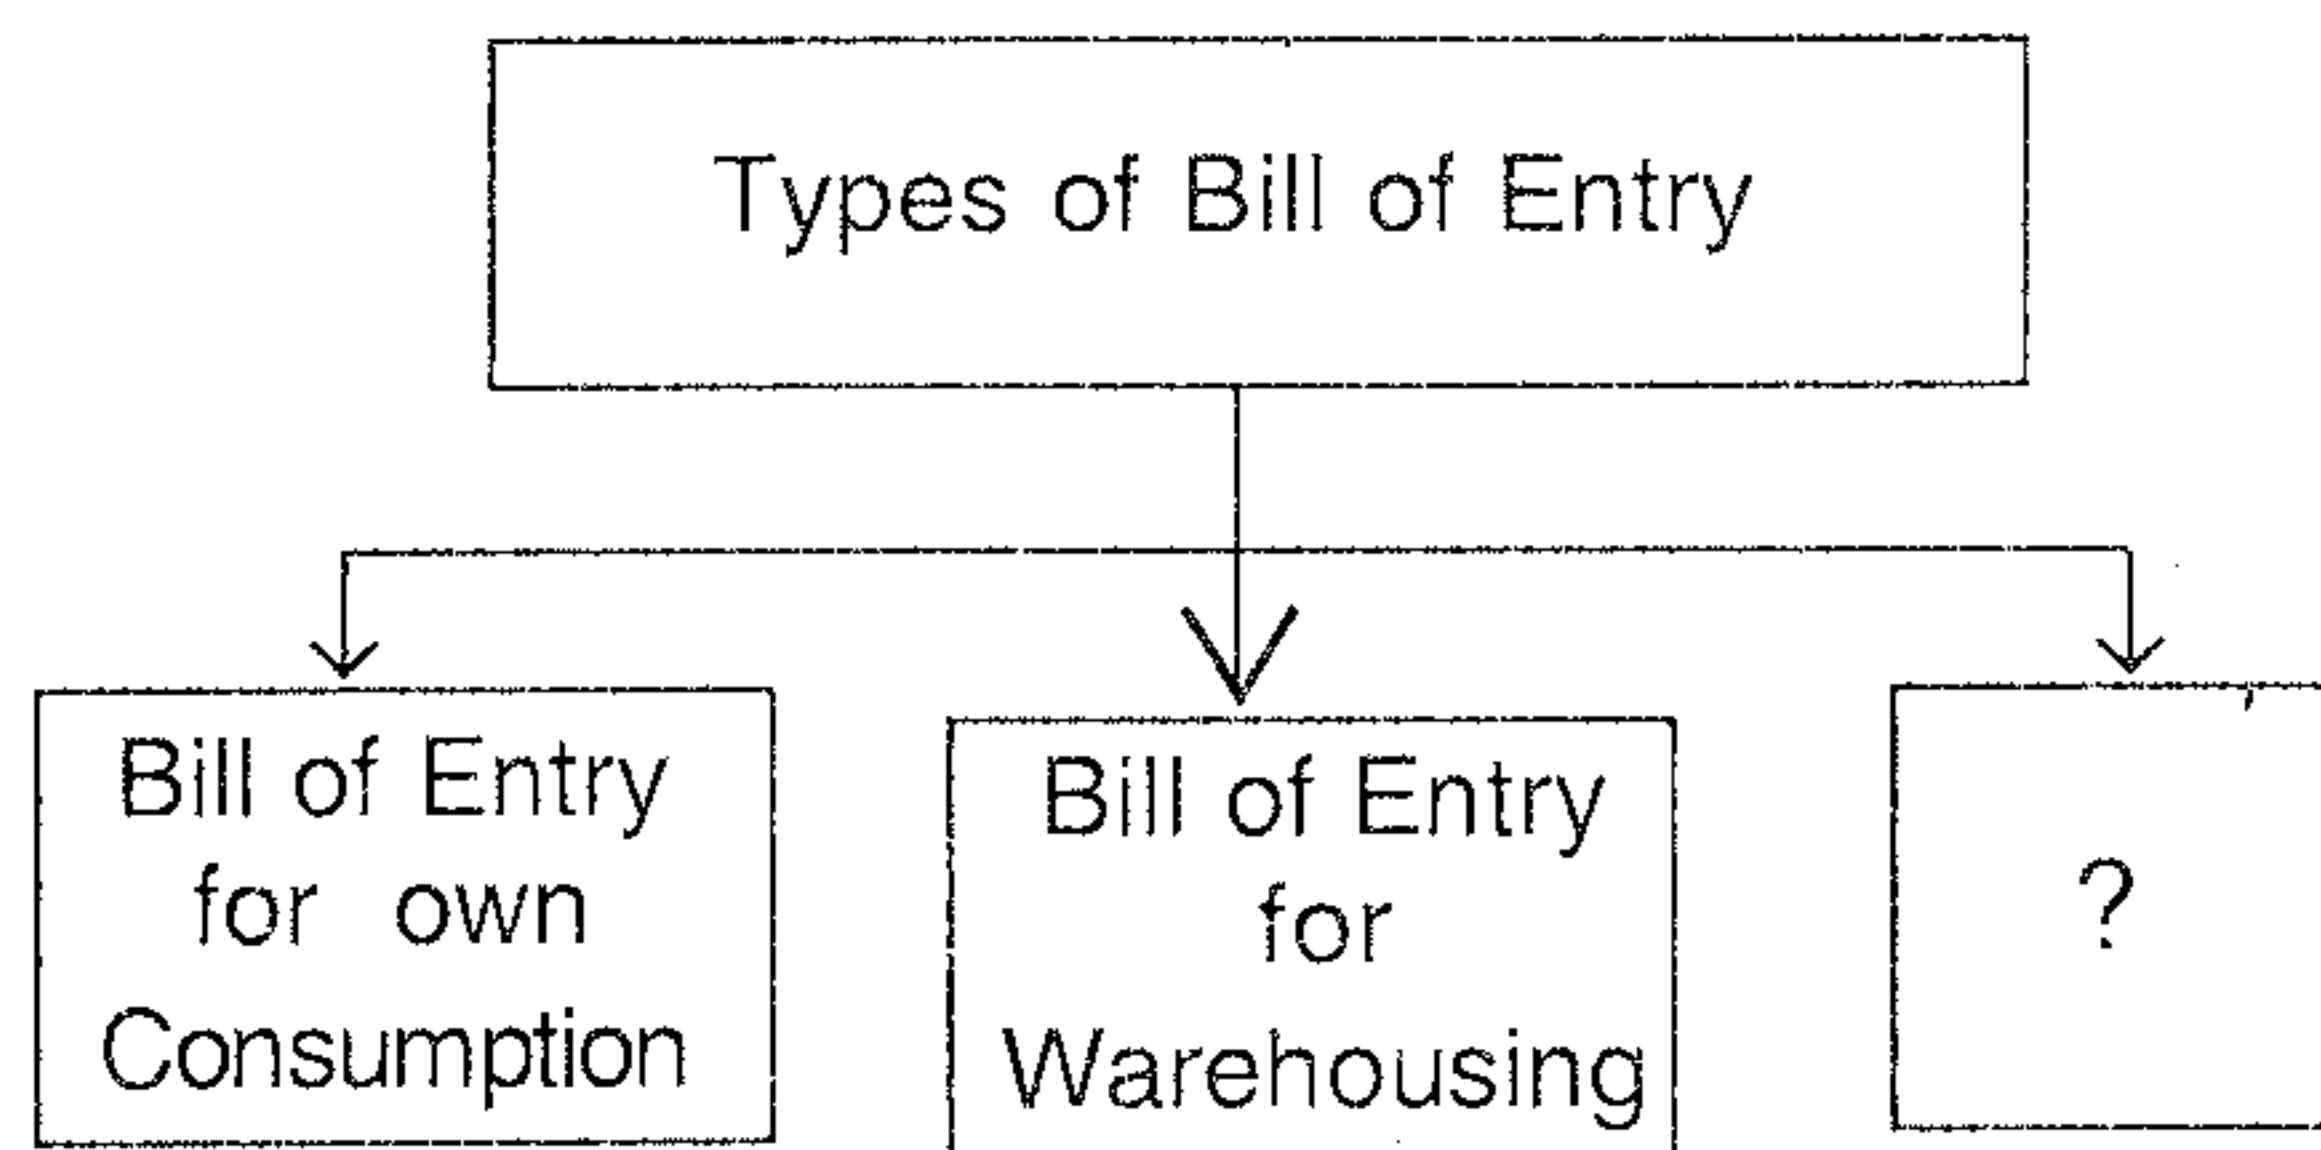 Types of Bill of Entry
Bill of Entry
for own
Consumption
Bill of Entry
for
Warehousing
?